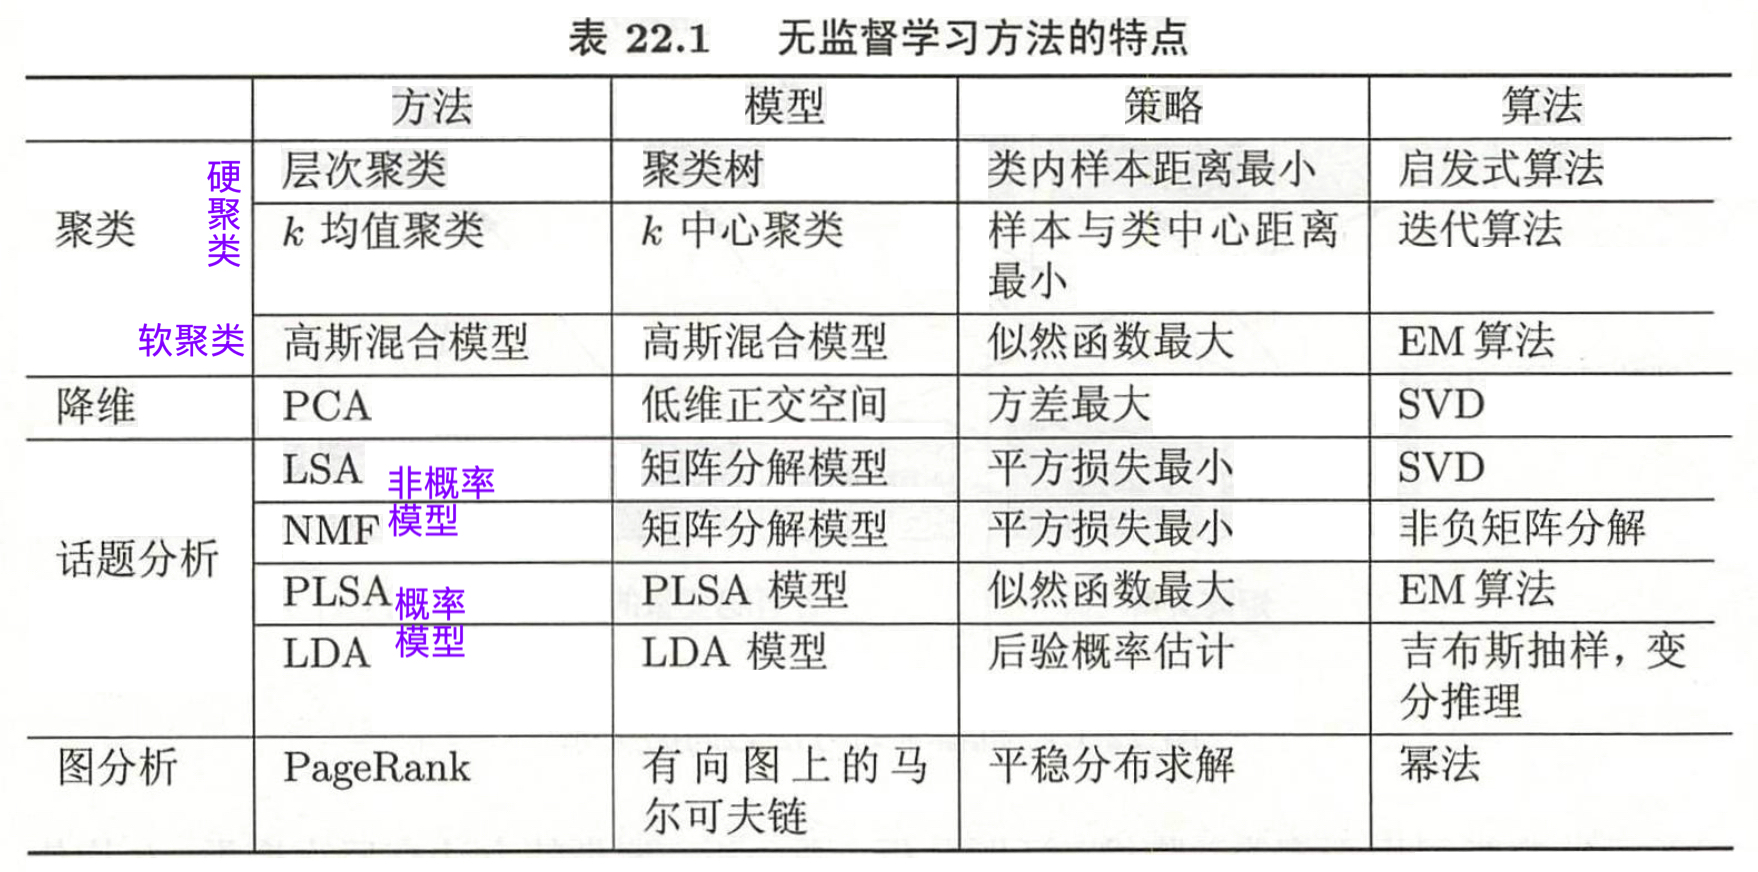 表 22.1 无监督学习方法的特点
方法 模型 策略 算法
聚类 硬聚类 层次聚类 聚类树 类内样本距离最小 启发式算法
k 均值聚类 k 中心聚类 样本与类中心距离 迭代算法
最小
软聚类 高斯混合模型 高斯混合模型 似然函数最大 EM 算法
降维 PCA 低维正交空间 方差最大 SVD
话题分析 LSA 非概率 矩阵分解模型 平方损失最小 SVD
NMF 模型 矩阵分解模型 平方损失最小 非负矩阵分解
PLSA 概率 PLSA 模型 似然函数最大 EM 算法
LDA 模型 LDA 模型 后验概率估计 吉布斯抽样，变
分推理
图分析 PageRank 有向图上的马 平稳分布求解 幂法
尔可夫链